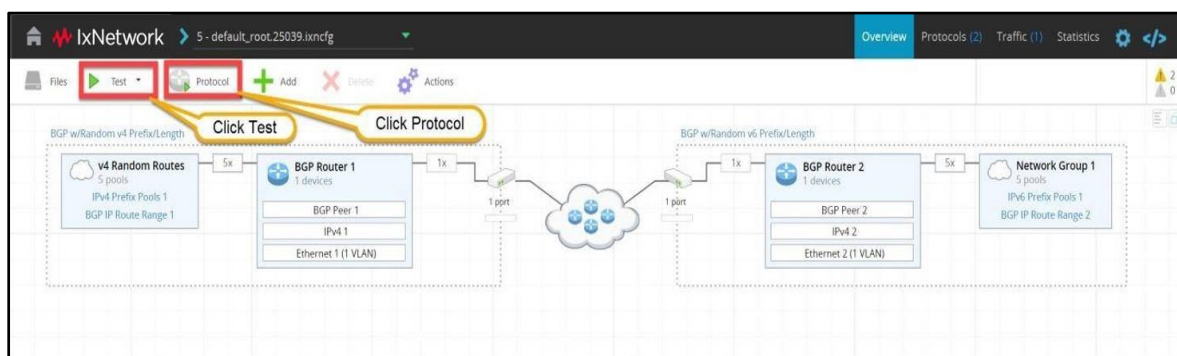 IxNetwork 5 - default_root.25039.ixncfg Overview Protocols (2) Traffic (1) Statistics </>
Files Test Protocol Add Delete Actions 2
0
Click Test Click Protocol
BGP w/Random v4 Prefix/Length
v4 Random Routes
5 pools
IPv4 Prefix Pools 1
BGP IP Route Range 1
5x
BGP Router 1
1 devices
BGP Peer 1
IPv4 1
Ethernet 1 (1 VLAN)
1x
1 port
BGP w/Random v6 Prefix/Length
1 port
1x
BGP Router 2
1 devices
BGP Peer 2
IPv4 2
Ethernet 2 (1 VLAN)
5x
Network Group 1
5 pools
IPv6 Prefix Pools 1
BGP IP Route Range 2